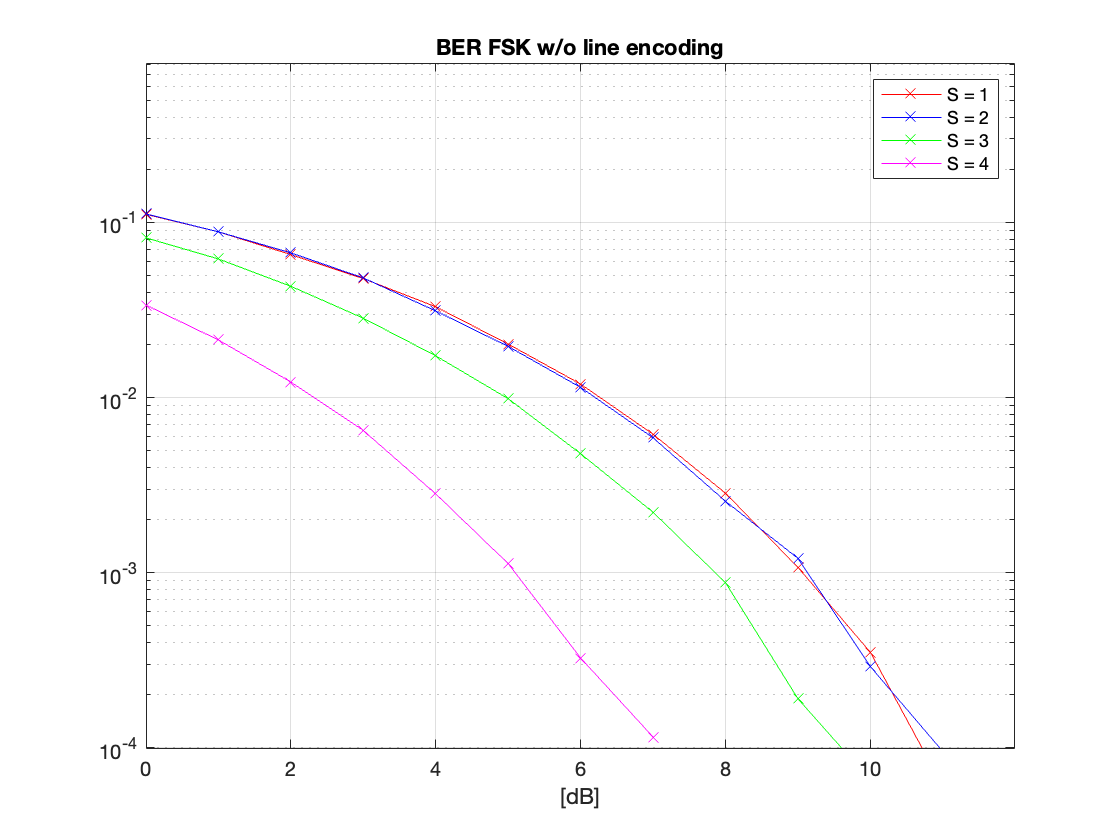 BER FSK w/o line encoding
S = 1
S = 2
S = 3
S = 4
10^-1
10^-2
10^-3
10^-4
0 2 4 6 8 10
[dB]